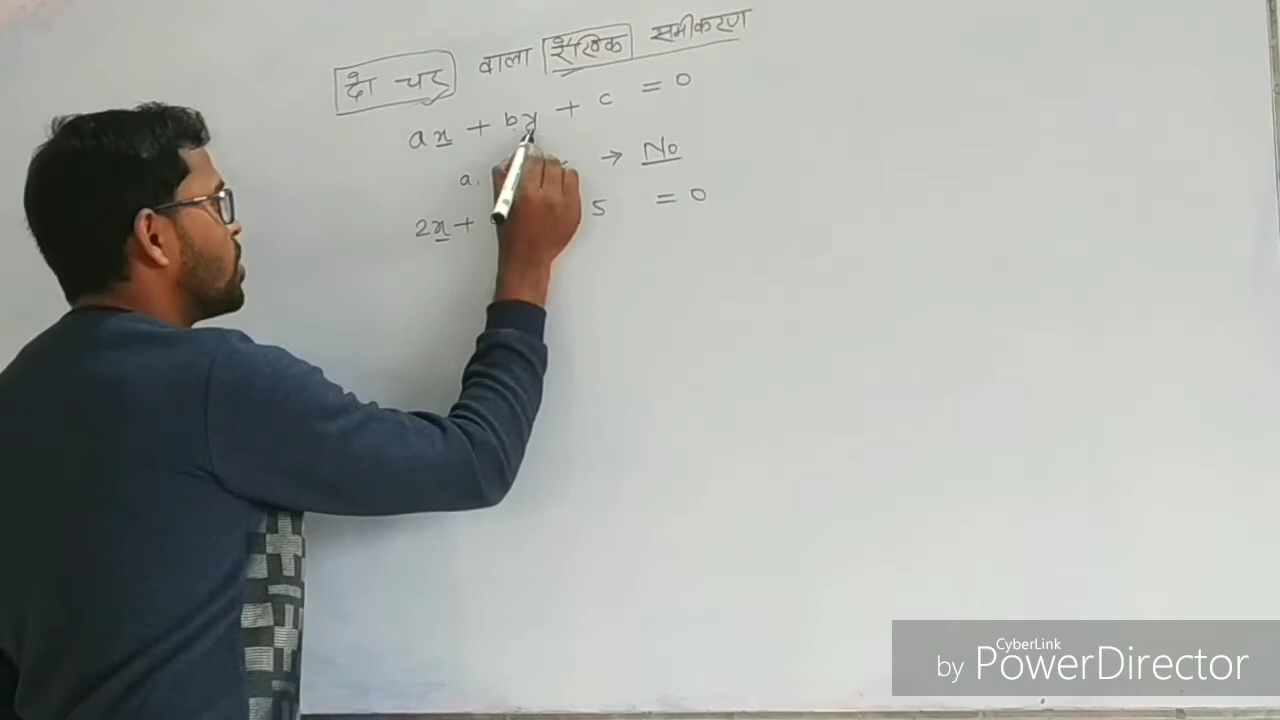 दो चर वाला रैखिक समीकरण
ax + by + c = 0
a, → No
2x + 5 = 0
CyberLink
by PowerDirector